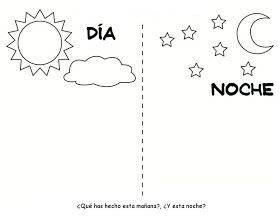 DÍA
NOCHE
¿Qué has hecho esta mañana?, ¿Y esta noche?